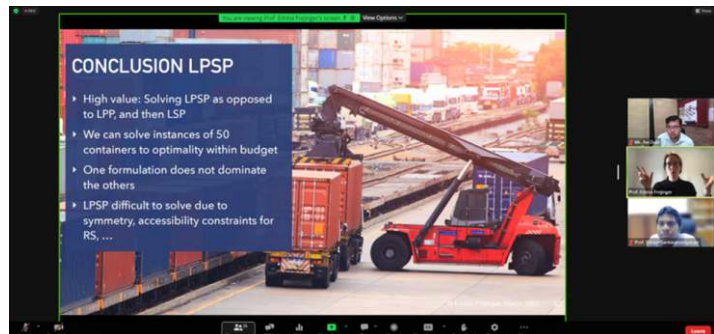 You are viewing Prof. Emma Frejinger's screen
View Options
CONCLUSION LPSP
High value: Solving LPSP as opposed
to LPP, and then LSP
We can solve instances of 50
containers to optimality within budget
One formulation does not dominate
the others
LPSP difficult to solve due to
symmetry, accessibility constraints for
RS, ...
Prof. Emma Frejinger
Leave